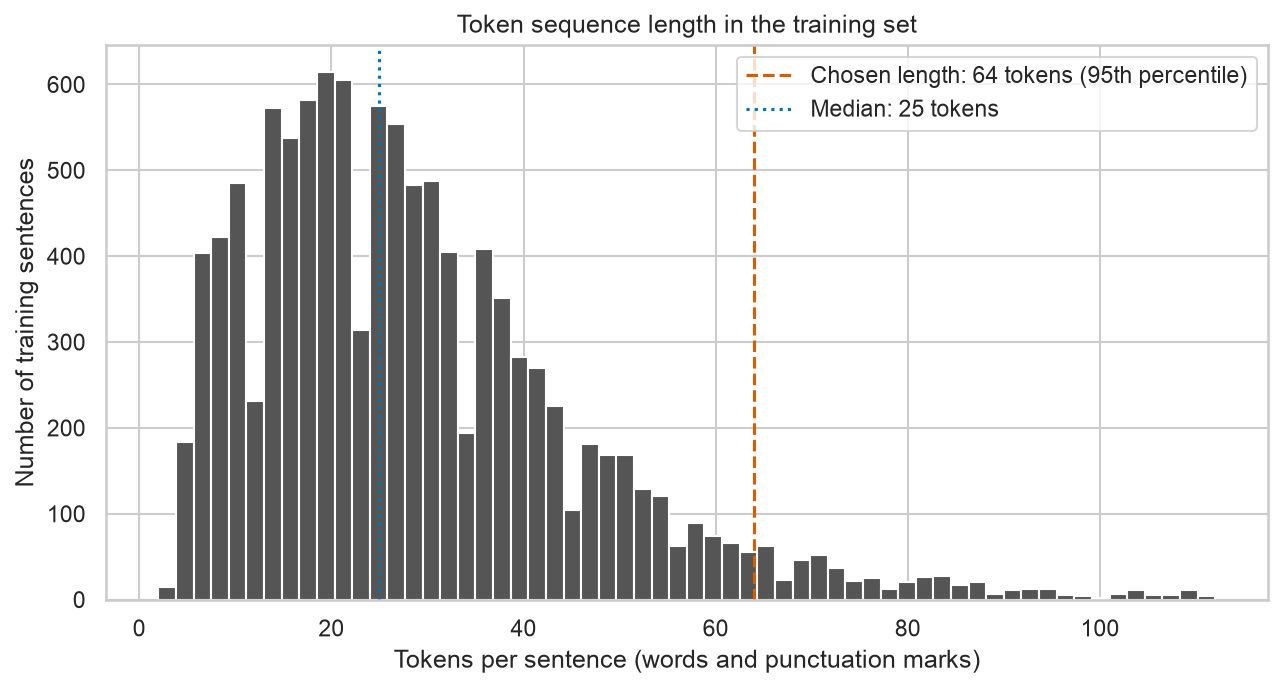 Token sequence length in the training set
Chosen length: 64 tokens (95th percentile)
Median: 25 tokens
Number of training sentences
600
500
400
300
200
100
0
0 20 40 60 80 100
Tokens per sentence (words and punctuation marks)